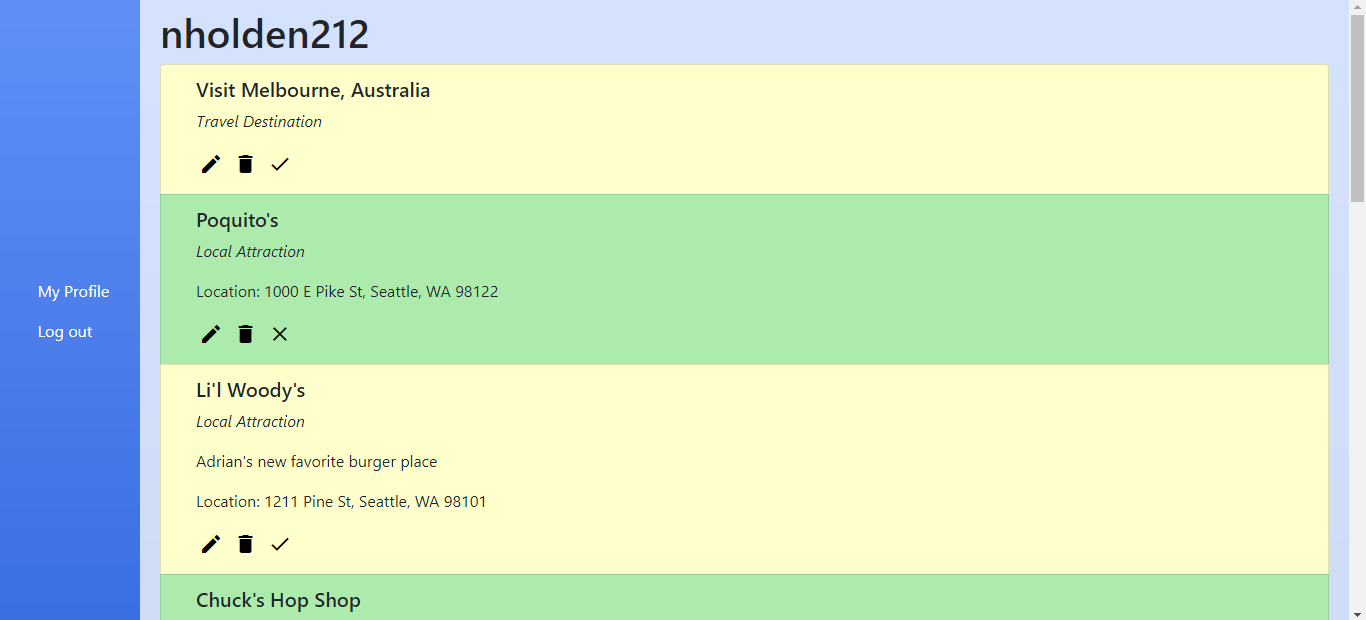 nholden212
Visit Melbourne, Australia
Travel Destination
Poquito's
Local Attraction
Location: 1000 E Pike St, Seattle, WA 98122
My Profile
Log out
Li'l Woody's
Local Attraction
Adrian's new favorite burger place
Location: 1211 Pine St, Seattle, WA 98101
Chuck's Hop Shop